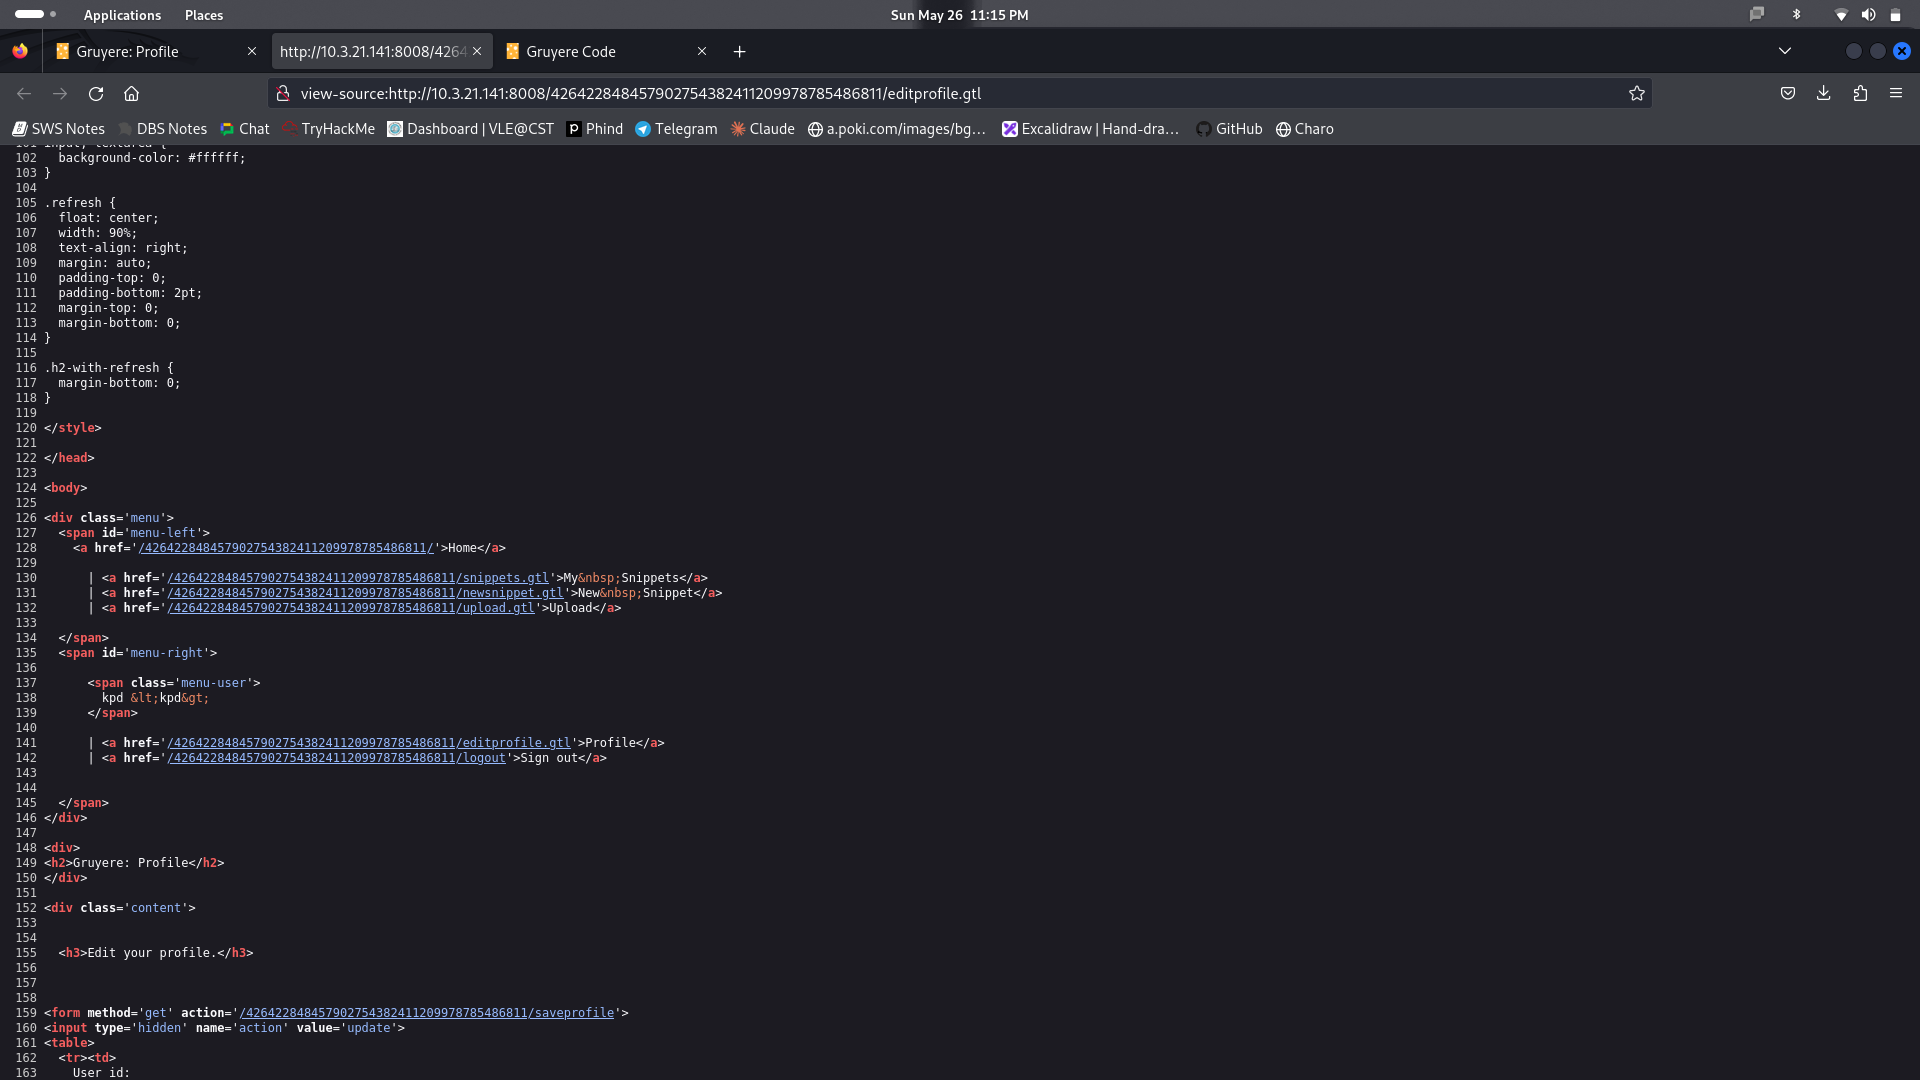 Applications Places Sun May 26 11:15 PM
Gruyere: Profile http://10.3.21.141:8008/4264 Gruyere Code
view-source:http://10.3.21.141:8008/426422848457902754382411209978785486811/editprofile.gtl
SWS Notes DBS Notes Chat TryHackMe Dashboard | VLE@CST Phind Telegram Claude a.poki.com/images/bg… Excalidraw | Hand-dra… GitHub Charo
101 input, textarea {
102 background-color: #ffffff;
103 }
104
105 .refresh {
106 float: center;
107 width: 90%;
108 text-align: right;
109 margin: auto;
110 padding-top: 0;
111 padding-bottom: 2pt;
112 margin-top: 0;
113 margin-bottom: 0;
114 }
115
116 .h2-with-refresh {
117 margin-bottom: 0;
118 }
119
120 </style>
121
122 </head>
123
124 <body>
125
126 <div class='menu'>
127 <span id='menu-left'>
128 <a href='/426422848457902754382411209978785486811/'>Home</a>
129
130 | <a href='/426422848457902754382411209978785486811/snippets.gtl'>My&nbsp;Snippets</a>
131 | <a href='/426422848457902754382411209978785486811/newsnippet.gtl'>New&nbsp;Snippet</a>
132 | <a href='/426422848457902754382411209978785486811/upload.gtl'>Upload</a>
133
134 </span>
135 <span id='menu-right'>
136
137 <span class='menu-user'>
138 kpd &lt;kpd&gt;
139 </span>
140
141 | <a href='/426422848457902754382411209978785486811/editprofile.gtl'>Profile</a>
142 | <a href='/426422848457902754382411209978785486811/logout'>Sign out</a>
143
144
145 </span>
146 </div>
147
148 <div>
149 <h2>Gruyere: Profile</h2>
150 </div>
151
152 <div class='content'>
153
154
155 <h3>Edit your profile.</h3>
156
157
158
159 <form method='get' action='/426422848457902754382411209978785486811/saveprofile'>
160 <input type='hidden' name='action' value='update'>
161 <table>
162 <tr><td>
163 User id: